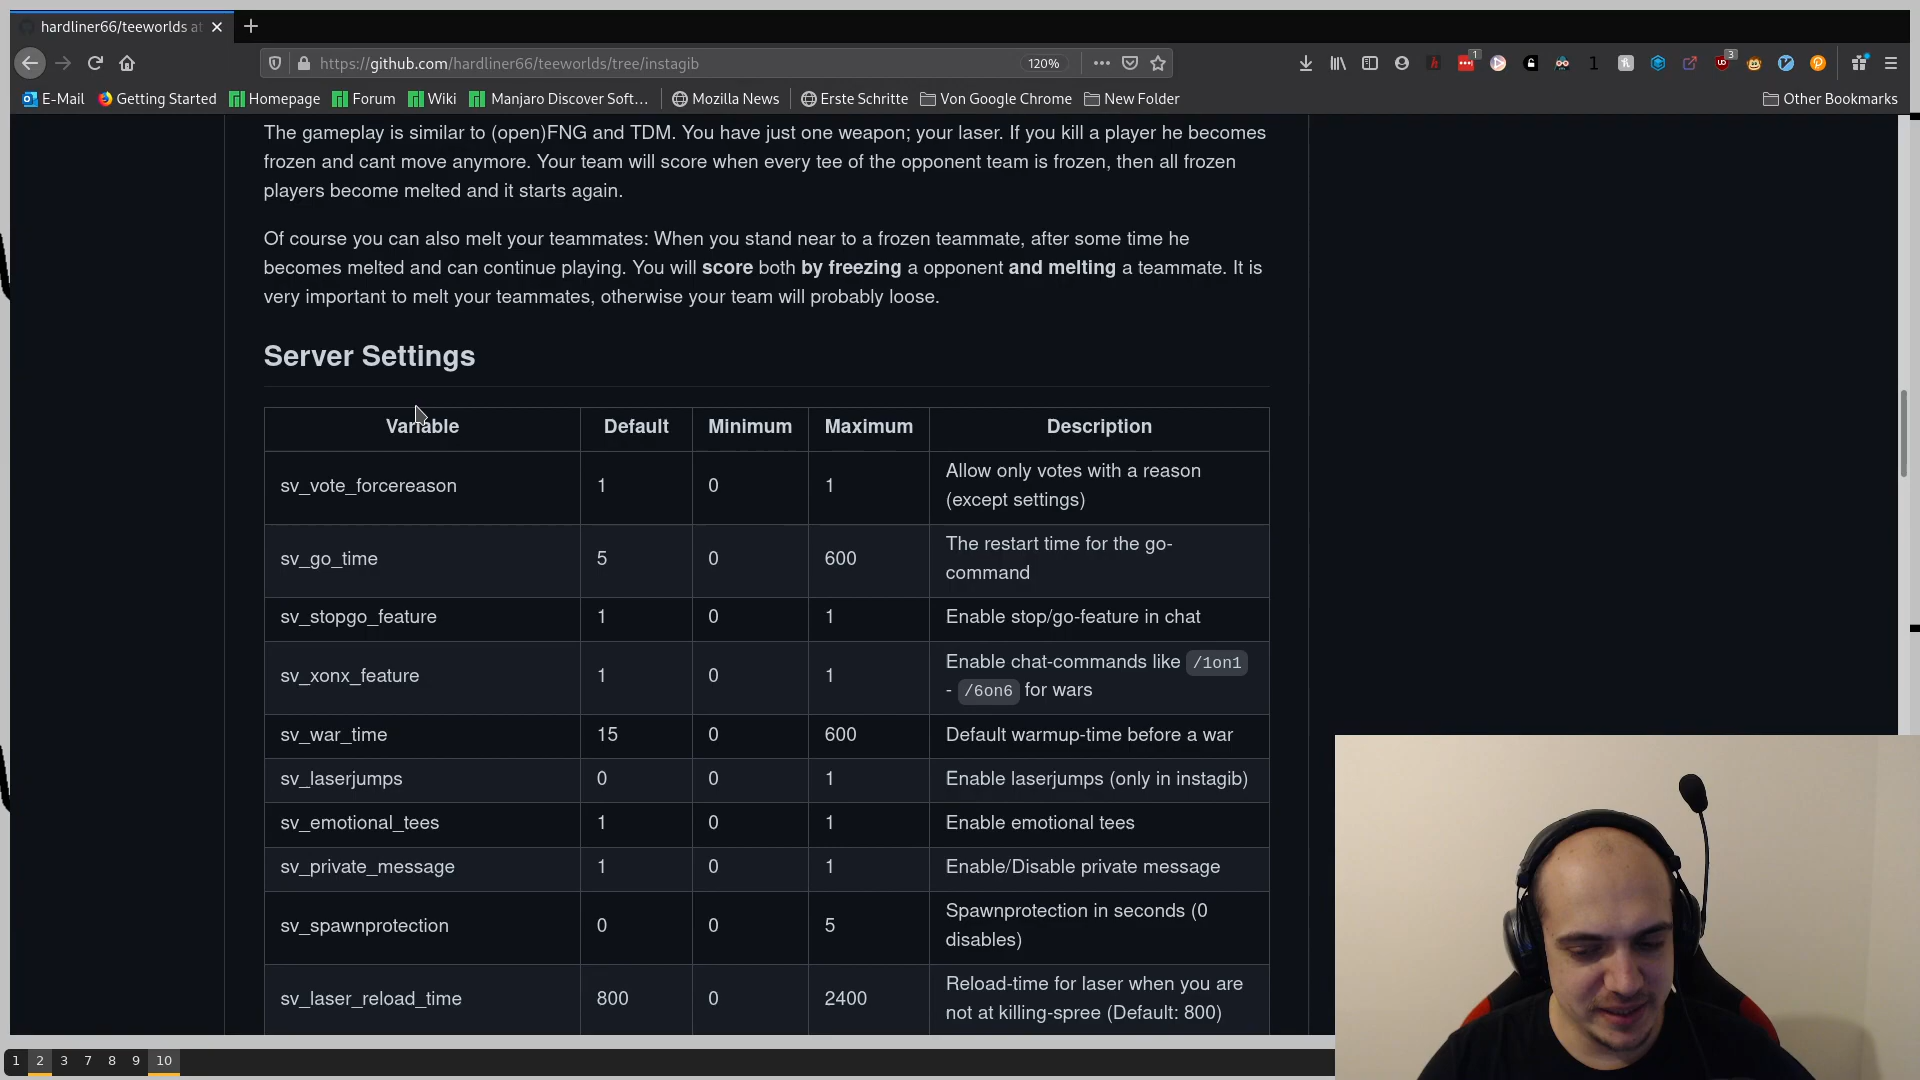 hardliner66/teeworlds at
https://github.com/hardliner66/teeworlds/tree/instagib
120%
1
1
3
E-Mail
Getting Started
Homepage
Forum
Wiki
Manjaro Discover Soft…
Mozilla News
Erste Schritte
Von Google Chrome
New Folder
Other Bookmarks
The gameplay is similar to (open)FNG and TDM. You have just one weapon; your laser. If you kill a player he becomes
frozen and cant move anymore. Your team will score when every tee of the opponent team is frozen, then all frozen
players become melted and it starts again.
Of course you can also melt your teammates: When you stand near to a frozen teammate, after some time he
becomes melted and can continue playing. You will score both by freezing a opponent and melting a teammate. It is
very important to melt your teammates, otherwise your team will probably loose.
Server Settings
Variable Default Minimum Maximum Description
sv_vote_forcereason 1 0 1 Allow only votes with a reason
(except settings)
sv_go_time 5 0 600 The restart time for the go-
command
sv_stopgo_feature 1 0 1 Enable stop/go-feature in chat
sv_xonx_feature 1 0 1 Enable chat-commands like /1on1
- /6on6 for wars
sv_war_time 15 0 600 Default warmup-time before a war
sv_laserjumps 0 0 1 Enable laserjumps (only in instagib)
sv_emotional_tees 1 0 1 Enable emotional tees
sv_private_message 1 0 1 Enable/Disable private message
sv_spawnprotection 0 0 5 Spawnprotection in seconds (0
disables)
sv_laser_reload_time 800 0 2400 Reload-time for laser when you are
not at killing-spree (Default: 800)
1 2 3 7 8 9 10